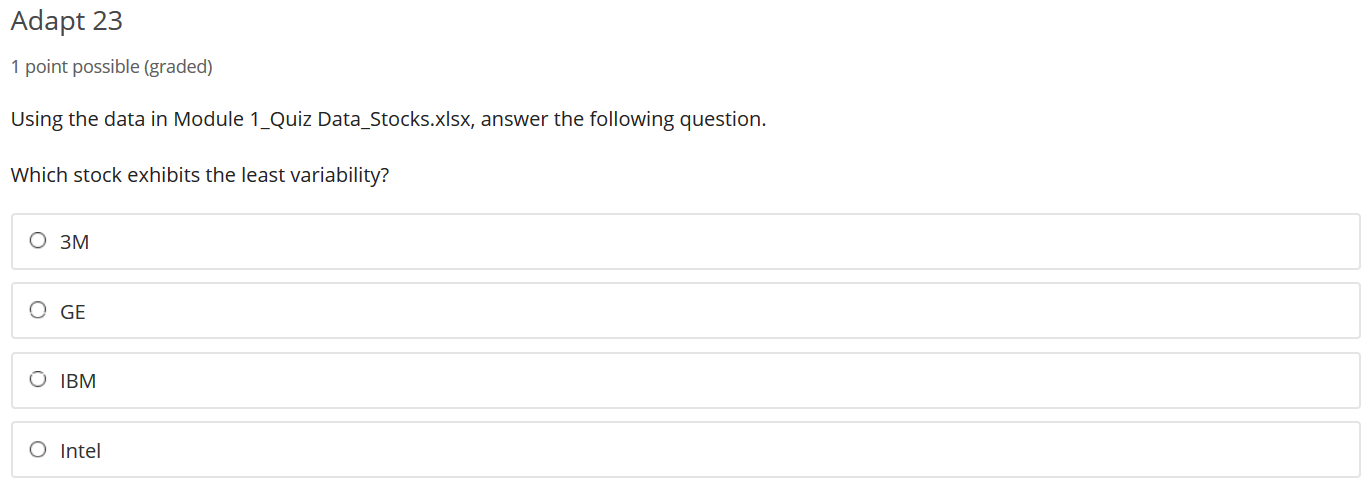 Adapt 23
1 point possible (graded)
Using the data in Module 1_Quiz Data_Stocks.xlsx, answer the following question.
Which stock exhibits the least variability?
3M
GE
IBM
Intel